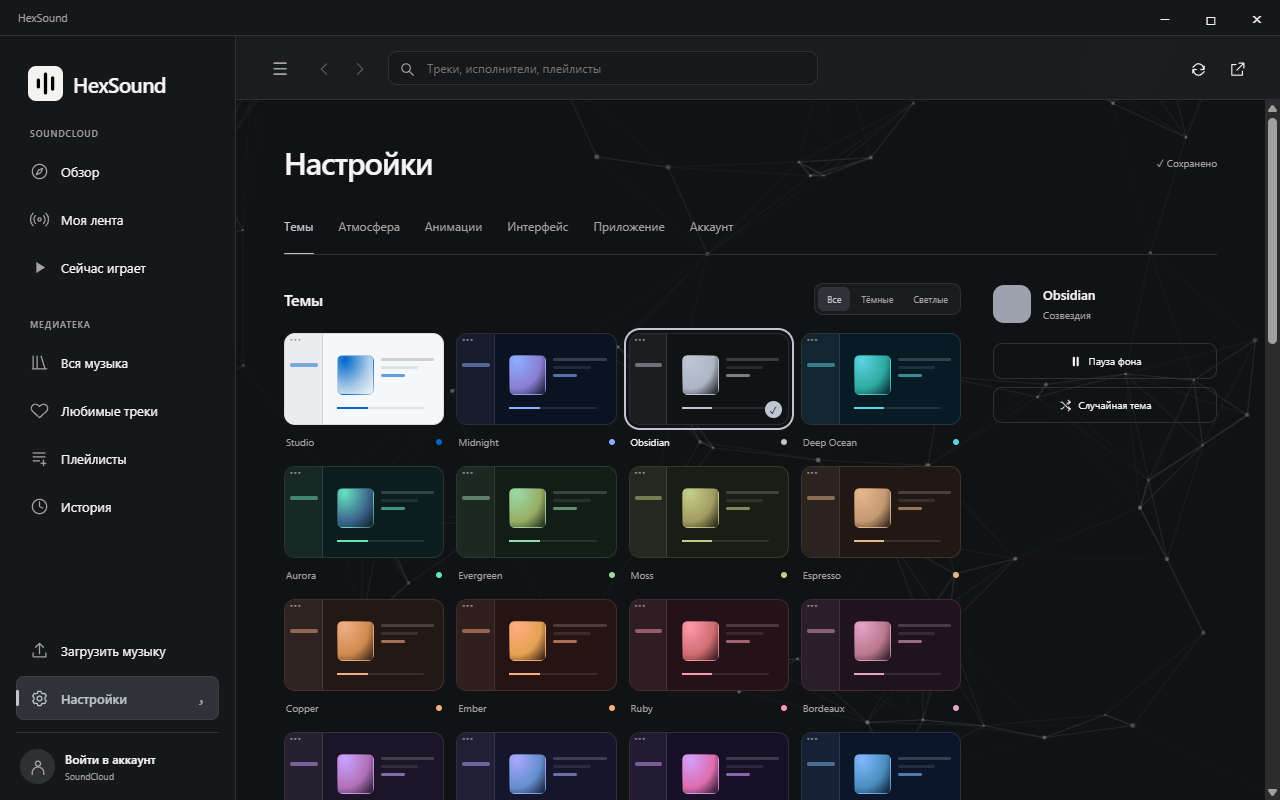 HexSound
HexSound
Треки, исполнители, плейлисты
SOUNDCLOUD
Обзор
Моя лента
Сейчас играет
МЕДИАТЕКА
Вся музыка
Любимые треки
Плейлисты
История
Загрузить музыку
Настройки ,
Войти в аккаунт
SoundCloud
Настройки
✓ Сохранено
Темы Атмосфера Анимации Интерфейс Приложение Аккаунт
Темы
Все Тёмные Светлые
Studio Midnight Obsidian Deep Ocean
Aurora Evergreen Moss Espresso
Copper Ember Ruby Bordeaux
Obsidian
Созвездия
Пауза фона
Случайная тема